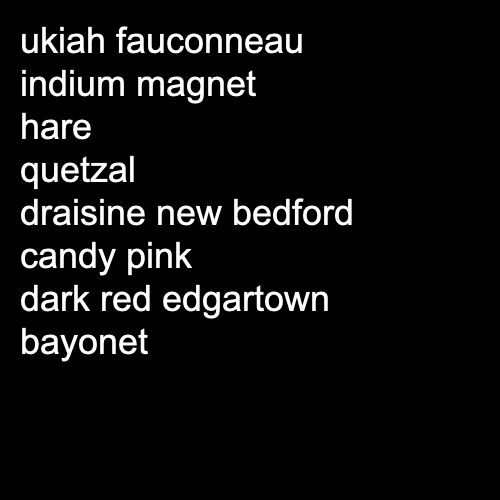 ukiah fauconneau
indium magnet
hare
quetzal
draisine new bedford
candy pink
dark red edgartown
bayonet